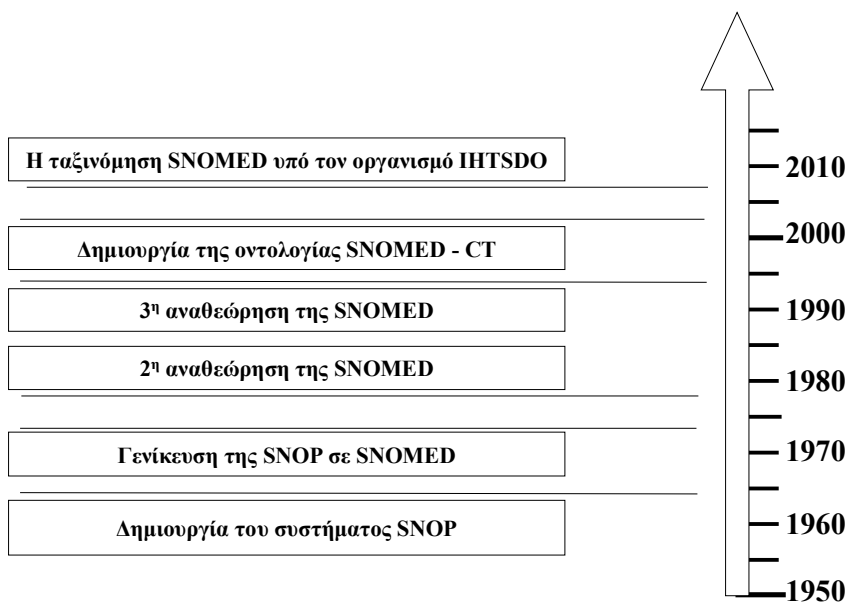 Η ταξινόμηση SNOMED υπό τον οργανισμό IHTSDO
2010
2000
Δημιουργία της οντολογίας SNOMED - CT
3η αναθεώρηση της SNOMED
1990
2η αναθεώρηση της SNOMED
1980
Γενίκευση της SNOP σε SNOMED
1970
Δημιουργία του συστήματος SNOP
1960
1950